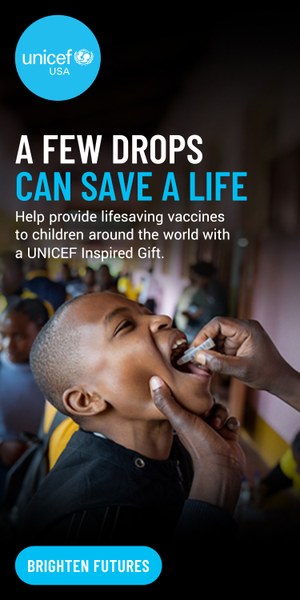 unicef
USA
A FEW DROPS
CAN SAVE A LIFE
Help provide lifesaving vaccines
to children around the world with
a UNICEF Inspired Gift.
BRIGHTEN FUTURES